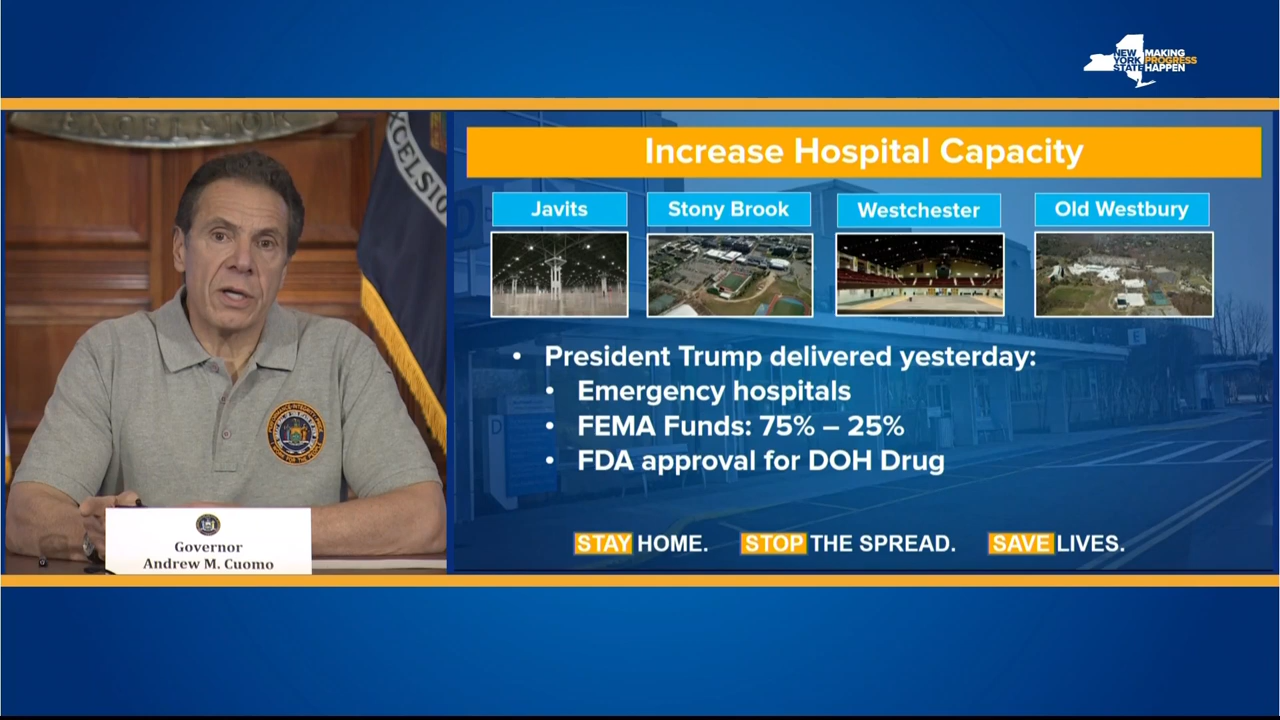 NEW YORK STATE
MAKING PROGRESS HAPPEN
EXCELSIOR
EXCELSIO
Increase Hospital Capacity
Javits
Stony Brook
Westchester
Old Westbury
• President Trump delivered yesterday:
• Emergency hospitals
• FEMA Funds: 75% – 25%
• FDA approval for DOH Drug
D
E
D
STAY HOME. STOP THE SPREAD. SAVE LIVES.
Governor
Andrew M. Cuomo